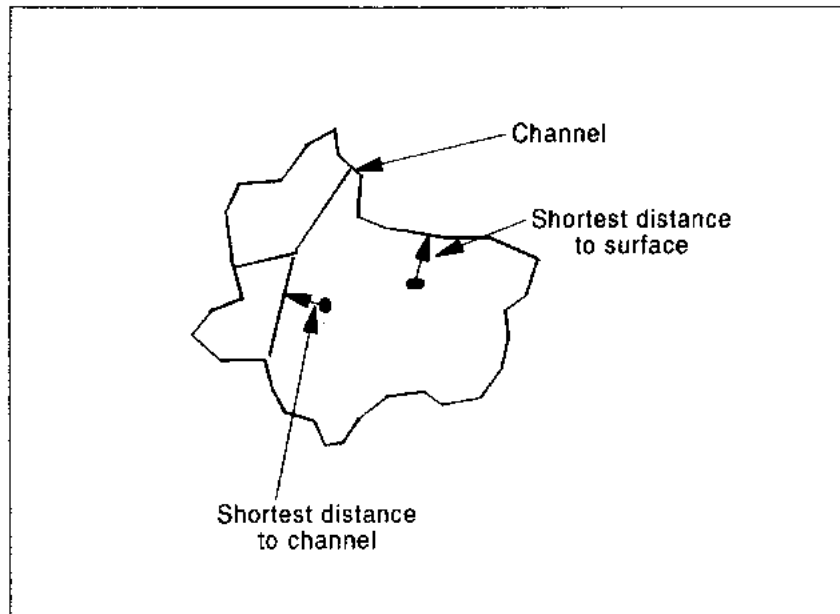 Channel
Shortest distance
to surface
Shortest distance
to channel